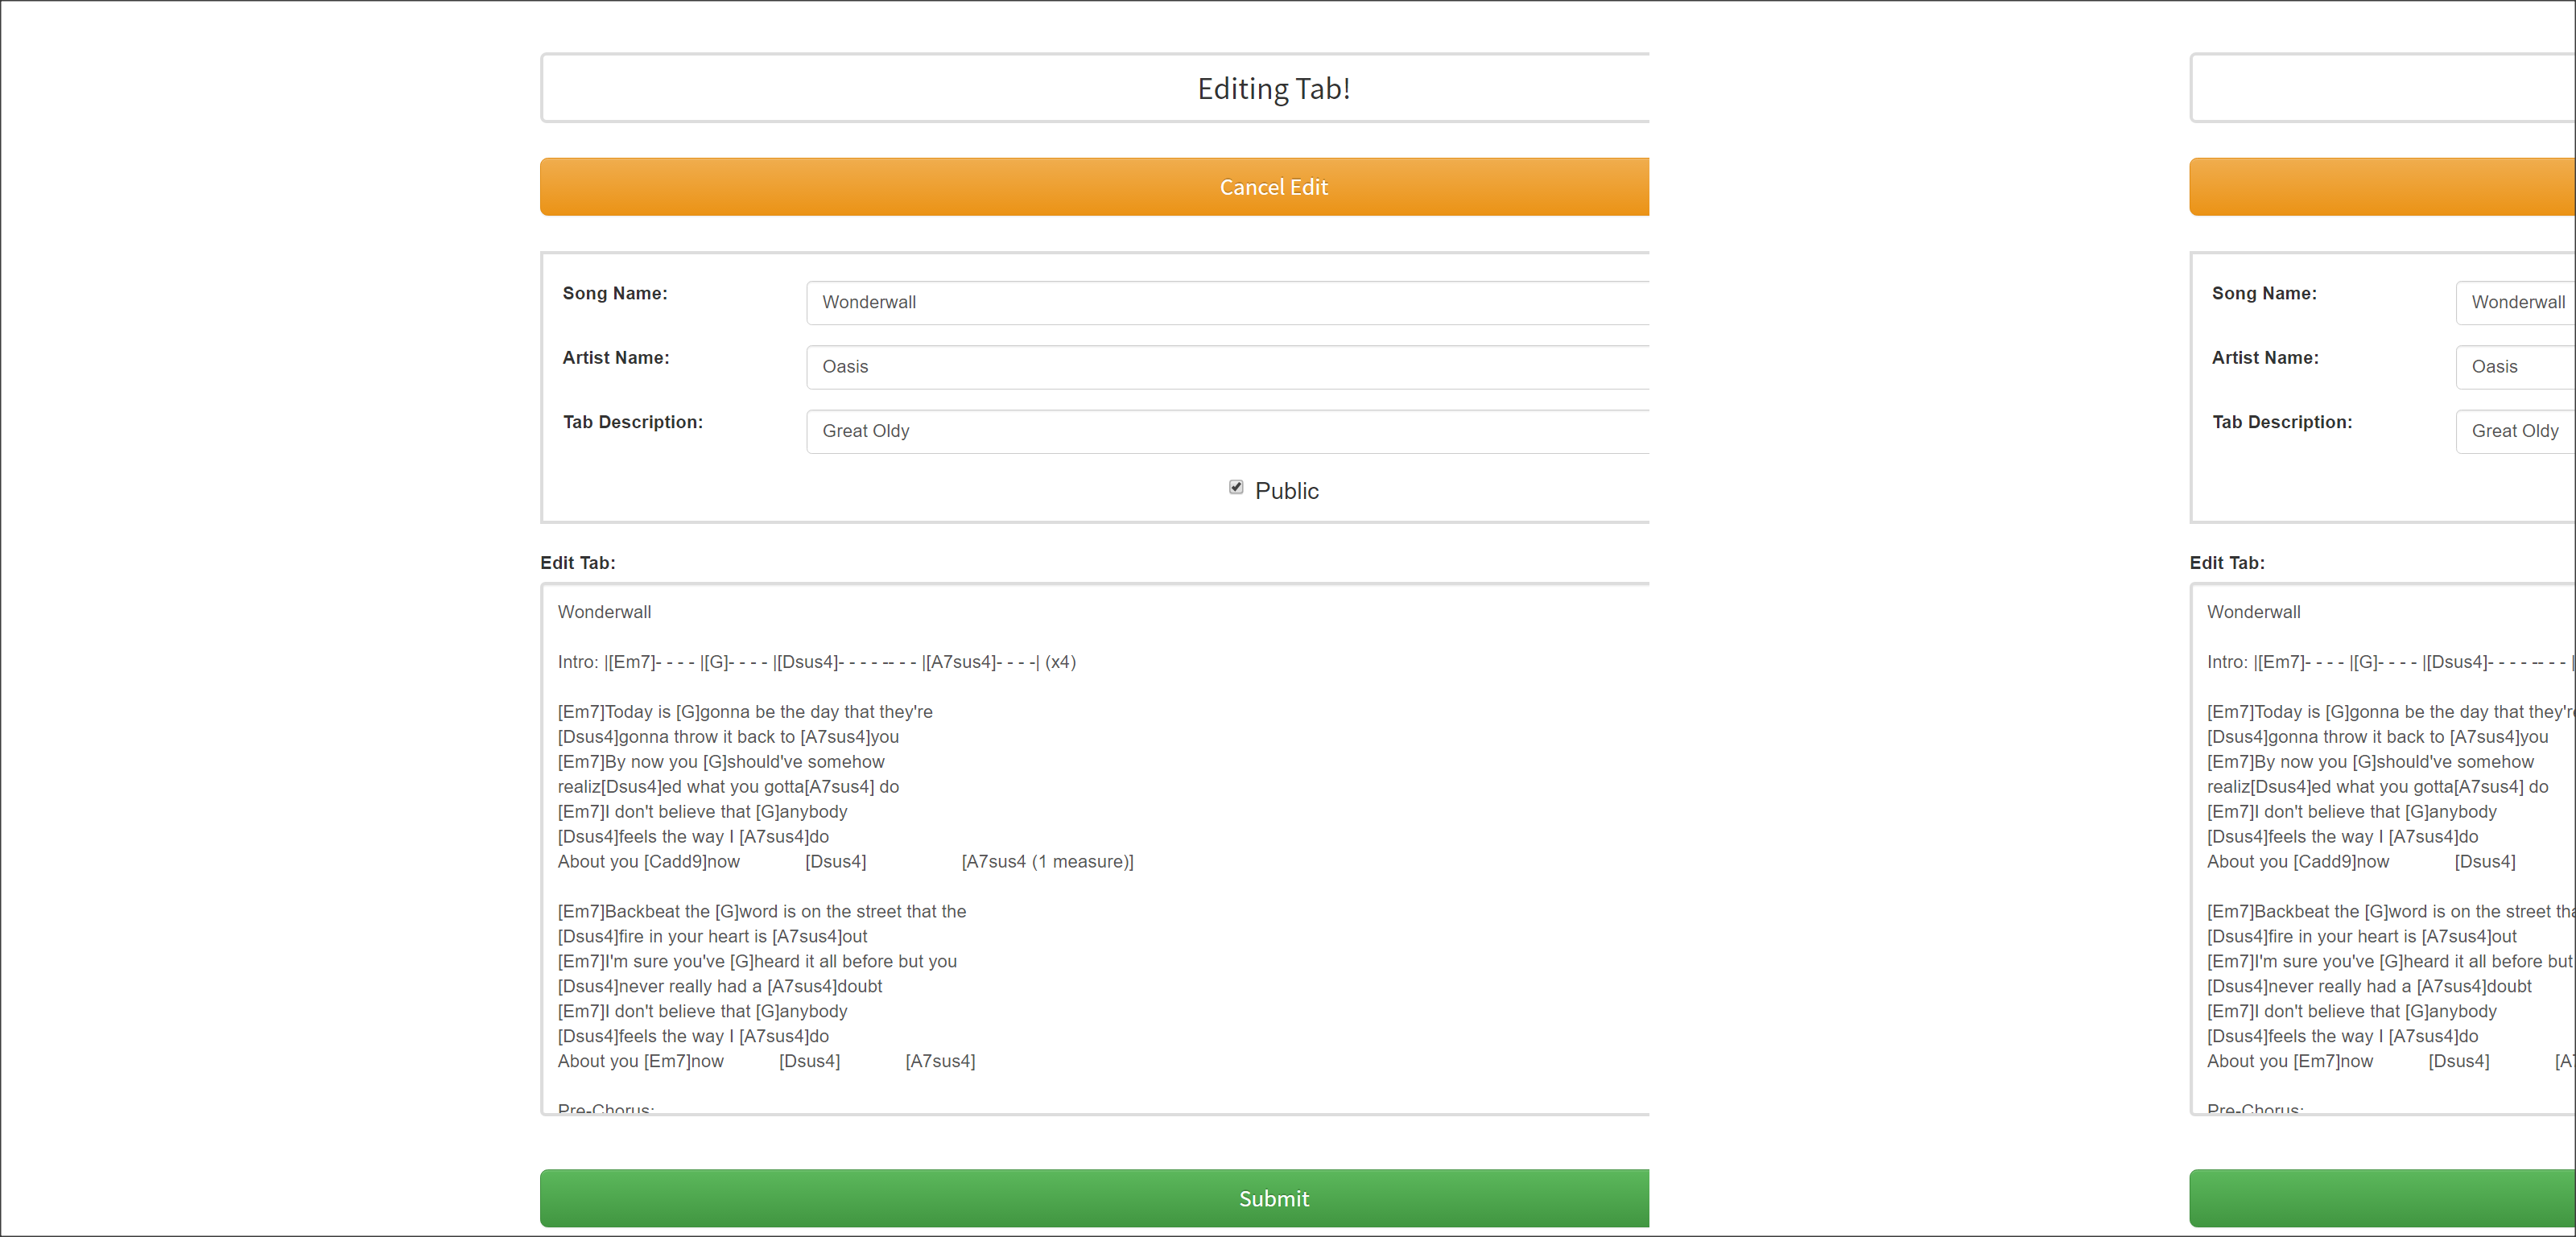 Editing Tab!
Cancel Edit
Song Name:
Wonderwall
Artist Name:
Oasis
Tab Description:
Great Oldy
Public
Edit Tab:
Wonderwall
Intro: |[Em7]- - - - |[G]- - - - |[Dsus4]- - - - -- - - |[A7sus4]- - - -| (x4)
[Em7]Today is [G]gonna be the day that they're
[Dsus4]gonna throw it back to [A7sus4]you
[Em7]By now you [G]should've somehow
realiz[Dsus4]ed what you gotta[A7sus4] do
[Em7]I don't believe that [G]anybody
[Dsus4]feels the way I [A7sus4]do
About you [Cadd9]now [Dsus4] [A7sus4 (1 measure)]
[Em7]Backbeat the [G]word is on the street that the
[Dsus4]fire in your heart is [A7sus4]out
[Em7]I'm sure you've [G]heard it all before but you
[Dsus4]never really had a [A7sus4]doubt
[Em7]I don't believe that [G]anybody
[Dsus4]feels the way I [A7sus4]do
About you [Em7]now [Dsus4] [A7sus4]
Pre-Chorus:
Submit
Song Name:
Wonderwall
Artist Name:
Oasis
Tab Description:
Great Oldy
Edit Tab:
Wonderwall
Intro: |[Em7]- - - - |[G]- - - - |[Dsus4]- - - - -- - - |
[Em7]Today is [G]gonna be the day that they're
[Dsus4]gonna throw it back to [A7sus4]you
[Em7]By now you [G]should've somehow
realiz[Dsus4]ed what you gotta[A7sus4] do
[Em7]I don't believe that [G]anybody
[Dsus4]feels the way I [A7sus4]do
About you [Cadd9]now [Dsus4]
[Em7]Backbeat the [G]word is on the street tha
[Dsus4]fire in your heart is [A7sus4]out
[Em7]I'm sure you've [G]heard it all before but
[Dsus4]never really had a [A7sus4]doubt
[Em7]I don't believe that [G]anybody
[Dsus4]feels the way I [A7sus4]do
About you [Em7]now [Dsus4] [A7
Pre-Chorus: